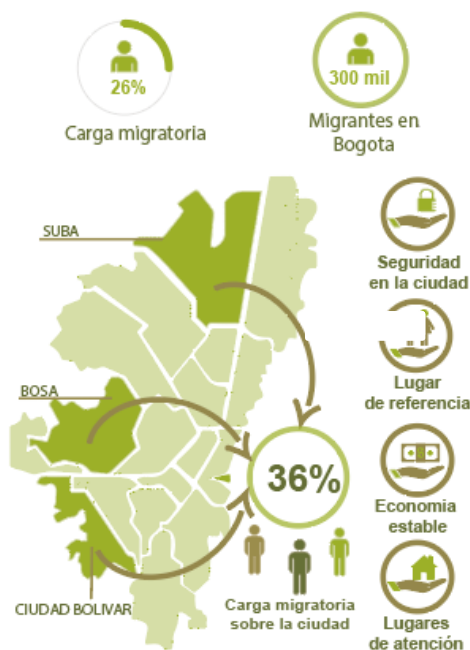 26%
Carga migratoria
300 mil
Migrantes en
Bogota
SUBA
BOSA
CIUDAD BOLIVAR
36%
Carga migratoria
sobre la ciudad
Seguridad
en la ciudad
Lugar
de referencia
Economia
estable
Lugares
de atención